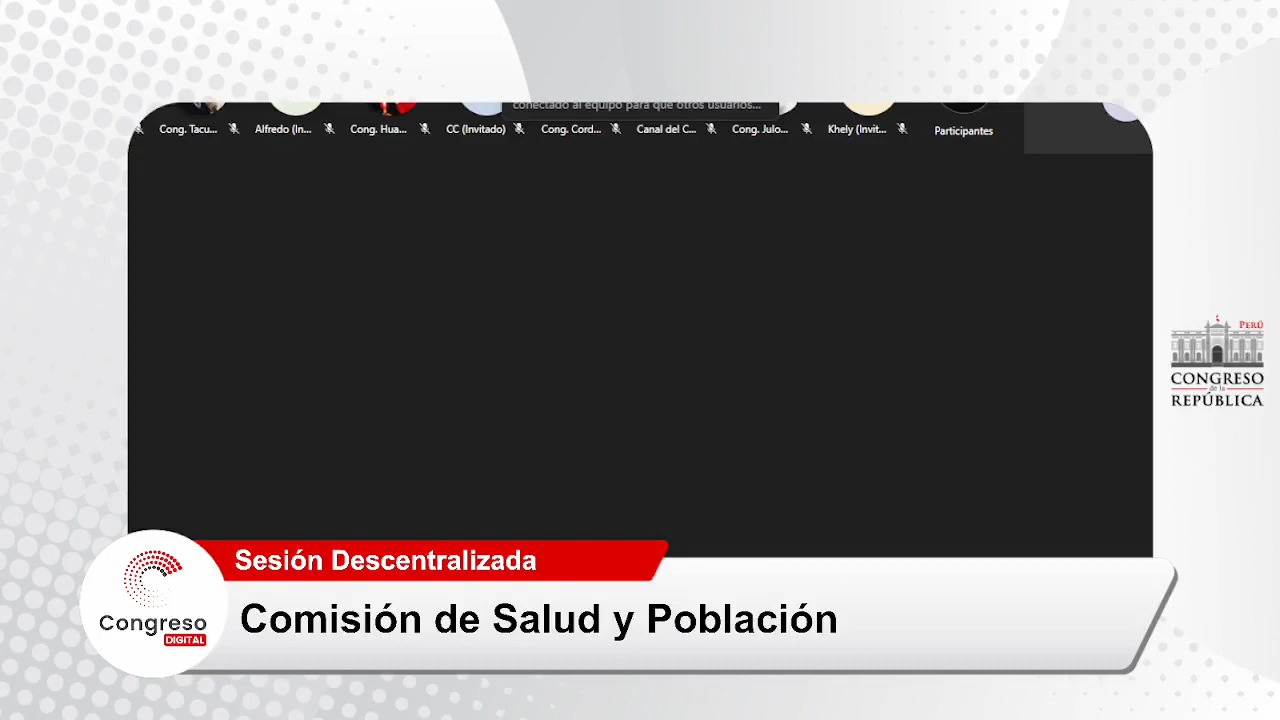 conectado al equipo para que otros usuarios...
Cong. Tacu...
Alfredo (In...
Cong. Hua...
CC (Invitado)
Cong. Cord...
Canal del C...
Cong. Julo...
Khely (Invit...
Participantes
PERÚ
CONGRESO
de la
REPÚBLICA
Sesión Descentralizada
Congreso
DIGITAL
Comisión de Salud y Población